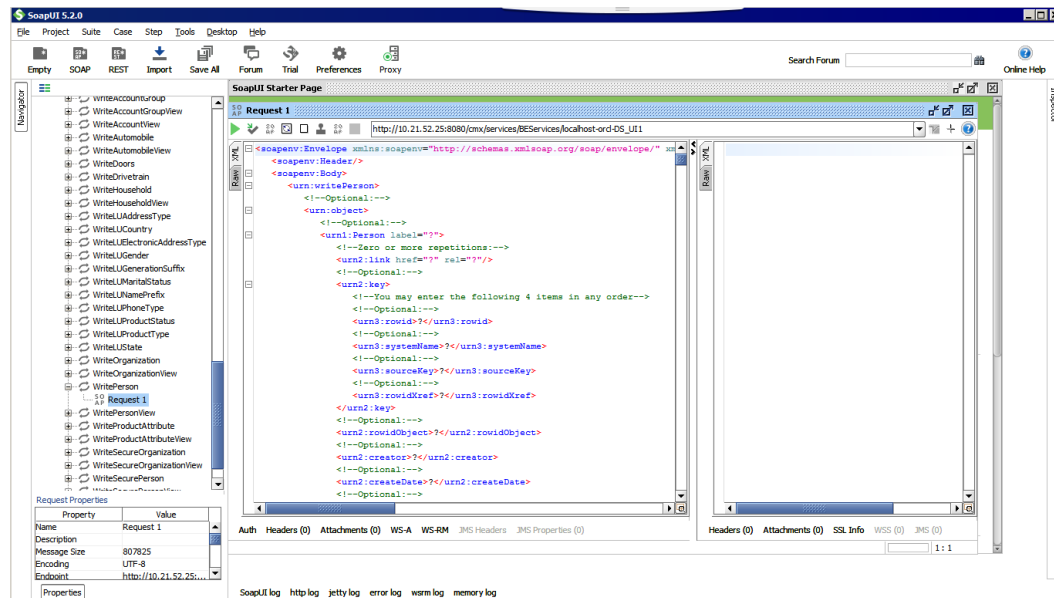 SoapUI 5.2.0
File Project Suite Case Step Tools Desktop Help
Empty SOAP REST Import Save All Forum Trial Preferences Proxy Search Forum Online Help
Navigator
WriteAccountGroup
WriteAccountGroupView
WriteAccountView
WriteAutomobile
WriteAutomobileView
WriteDoors
WriteDrivetrain
WriteHousehold
WriteHouseholdView
WriteLUAddressType
WriteLUCountry
WriteLUElectronicAddressType
WriteLUGender
WriteLUGenerationSuffix
WriteLUMaritalStatus
WriteLUNamePrefix
WriteLUPhoneType
WriteLUProductStatus
WriteLUProductType
WriteLUState
WriteOrganization
WriteOrganizationView
WritePerson
Request 1
WritePersonView
WriteProductAttribute
WriteProductAttributeView
WriteSecureOrganization
WriteSecureOrganizationView
WriteSecurePerson
Request Properties
Property Value
Name Request 1
Description
Message Size 807825
Encoding UTF-8
Endpoint http://10.21.52.25:...
Properties
SoapUI Starter Page
Request 1
http://10.21.52.25:8080/cmx/services/BEServices/localhost-orcl-DS_UI1
XML
Raw
<soapenv:Envelope xmlns:soapenv="http://schemas.xmlsoap.org/soap/envelope/"
<soapenv:Header/>
<soapenv:Body>
<urn:writePerson>
<!--Optional:-->
<urn:object>
<!--Optional:-->
<urn1:Person label="?">
<!--Zero or more repetitions:-->
<urn2:link href="?" rel="?"/>
<!--Optional:-->
<urn2:key>
<!--You may enter the following 4 items in any order-->
<!--Optional:-->
<urn3:rowid>?</urn3:rowid>
<!--Optional:-->
<urn3:systemName>?</urn3:systemName>
<!--Optional:-->
<urn3:sourceKey>?</urn3:sourceKey>
<!--Optional:-->
<urn3:rowidXref>?</urn3:rowidXref>
</urn2:key>
<!--Optional:-->
<urn2:rowidObject>?</urn2:rowidObject>
<!--Optional:-->
<urn2:creator>?</urn2:creator>
<!--Optional:-->
<urn2:createDate>?</urn2:createDate>
<!--Optional:-->
Auth Headers (0) Attachments (0) WS-A WS-RM JMS Headers JMS Properties (0)
XML
Raw
Headers (0) Attachments (0) SSL Info WSS (0) JMS (0)
1 : 1
SoapUI log http log jetty log error log wsrm log memory log